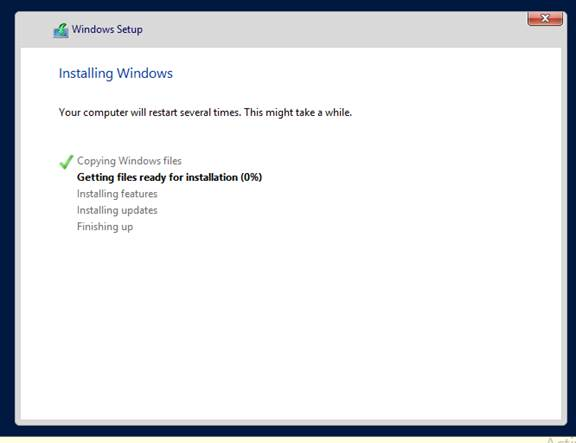 Windows Setup
Installing Windows
Your computer will restart several times. This might take a while.
Copying Windows files
Getting files ready for installation (0%)
Installing features
Installing updates
Finishing up